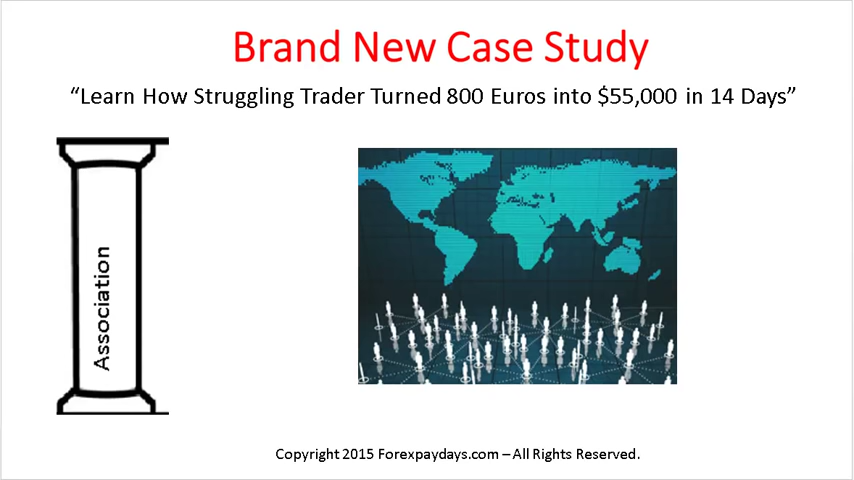 Brand New Case Study
“Learn How Struggling Trader Turned 800 Euros into $55,000 in 14 Days”
Association
Copyright 2015 Forexpaydays.com – All Rights Reserved.